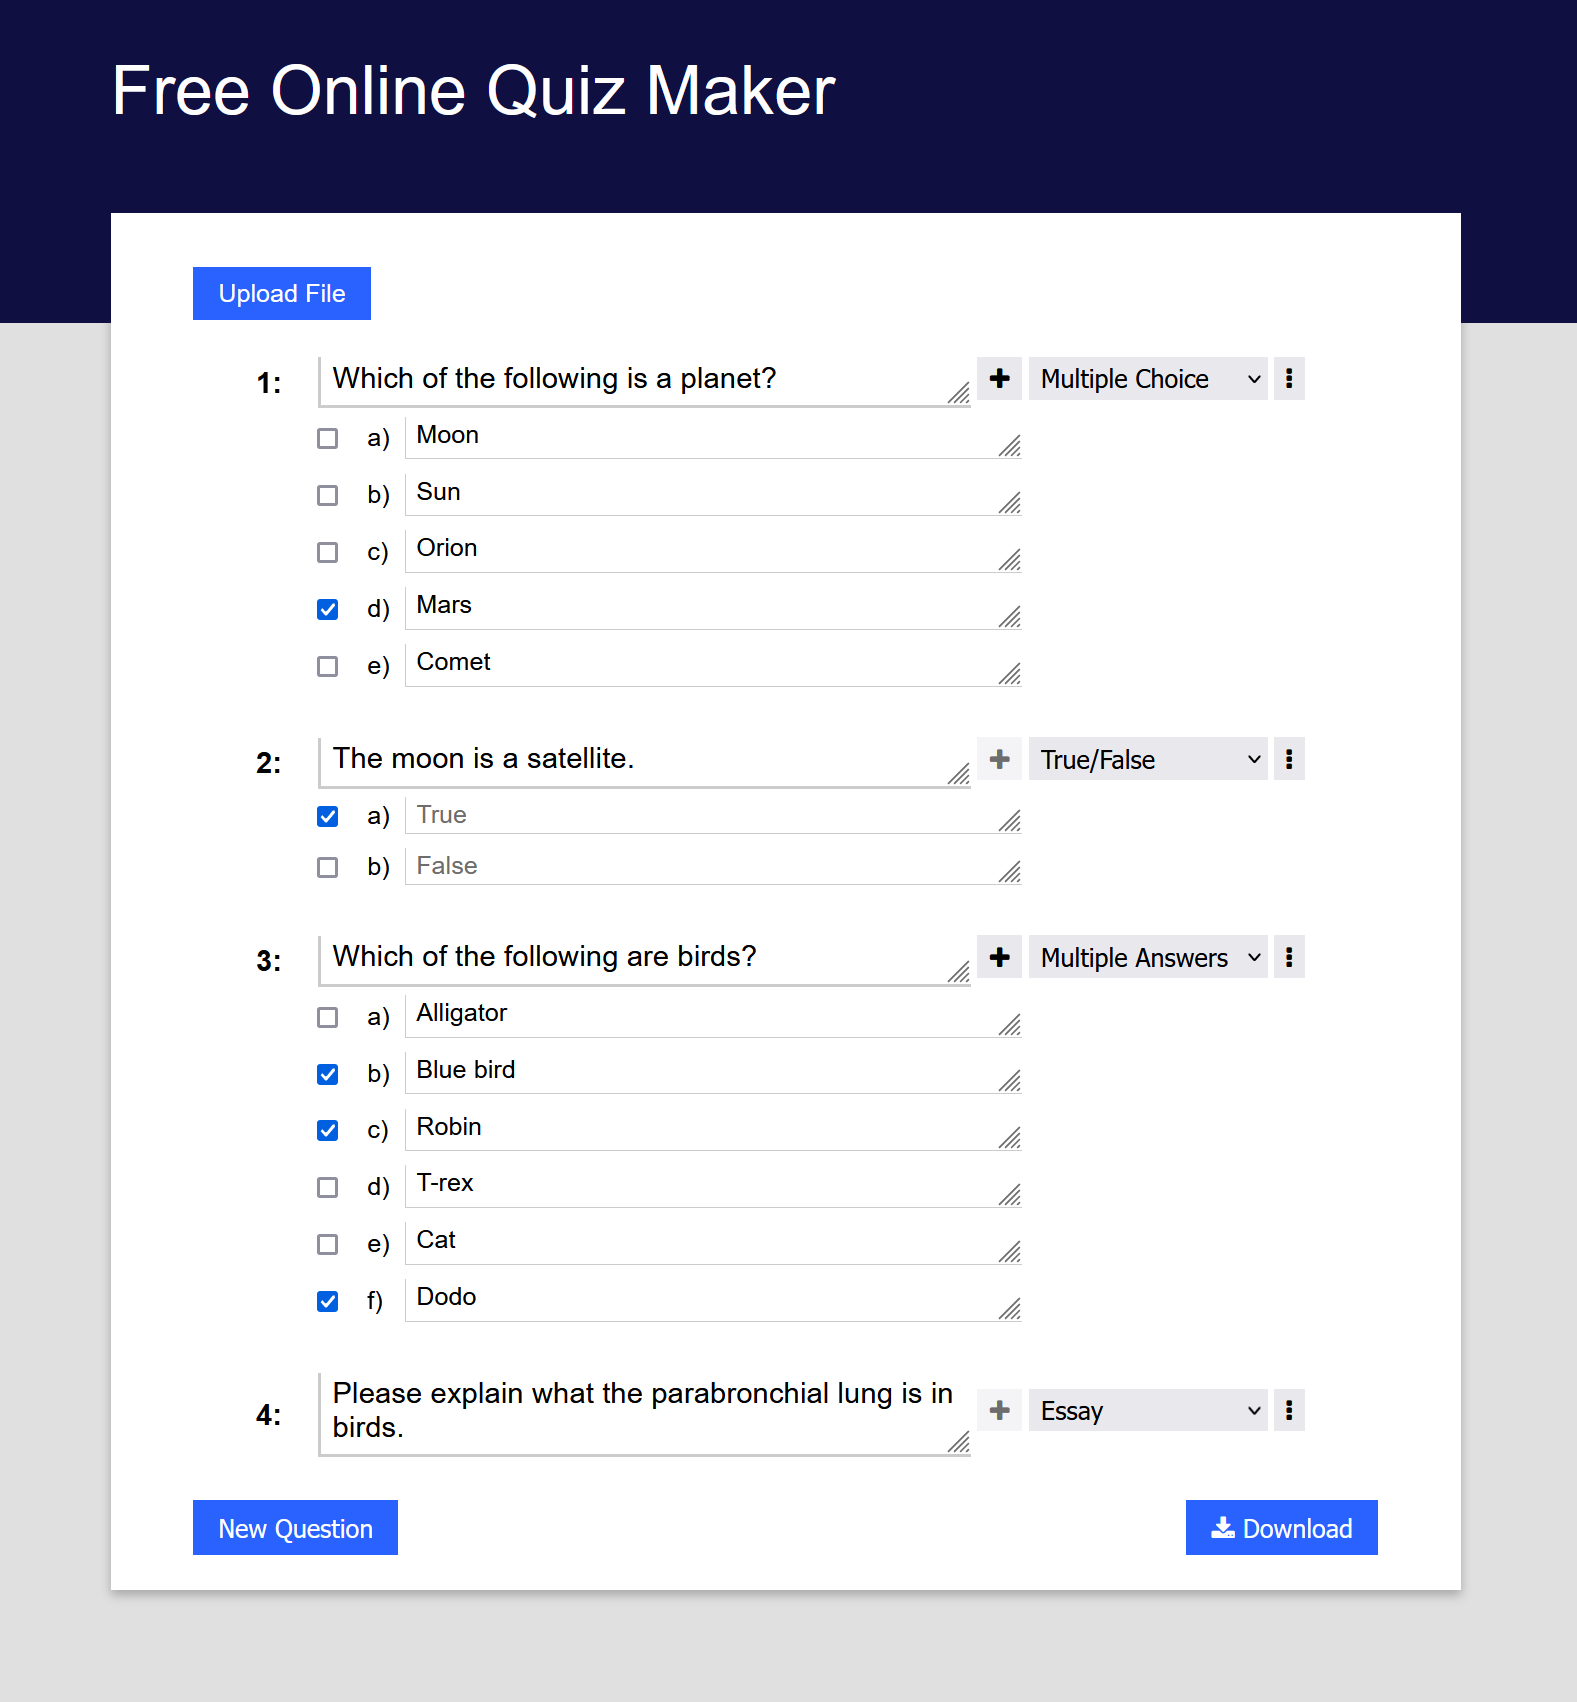 Free Online Quiz Maker
Upload File
1: Which of the following is a planet? Multiple Choice
a) Moon
b) Sun
c) Orion
d) Mars
e) Comet
2: The moon is a satellite. True/False
a) True
b) False
3: Which of the following are birds? Multiple Answers
a) Alligator
b) Blue bird
c) Robin
d) T-rex
e) Cat
f) Dodo
4: Please explain what the parabronchial lung is in
birds.
Essay
New Question
Download